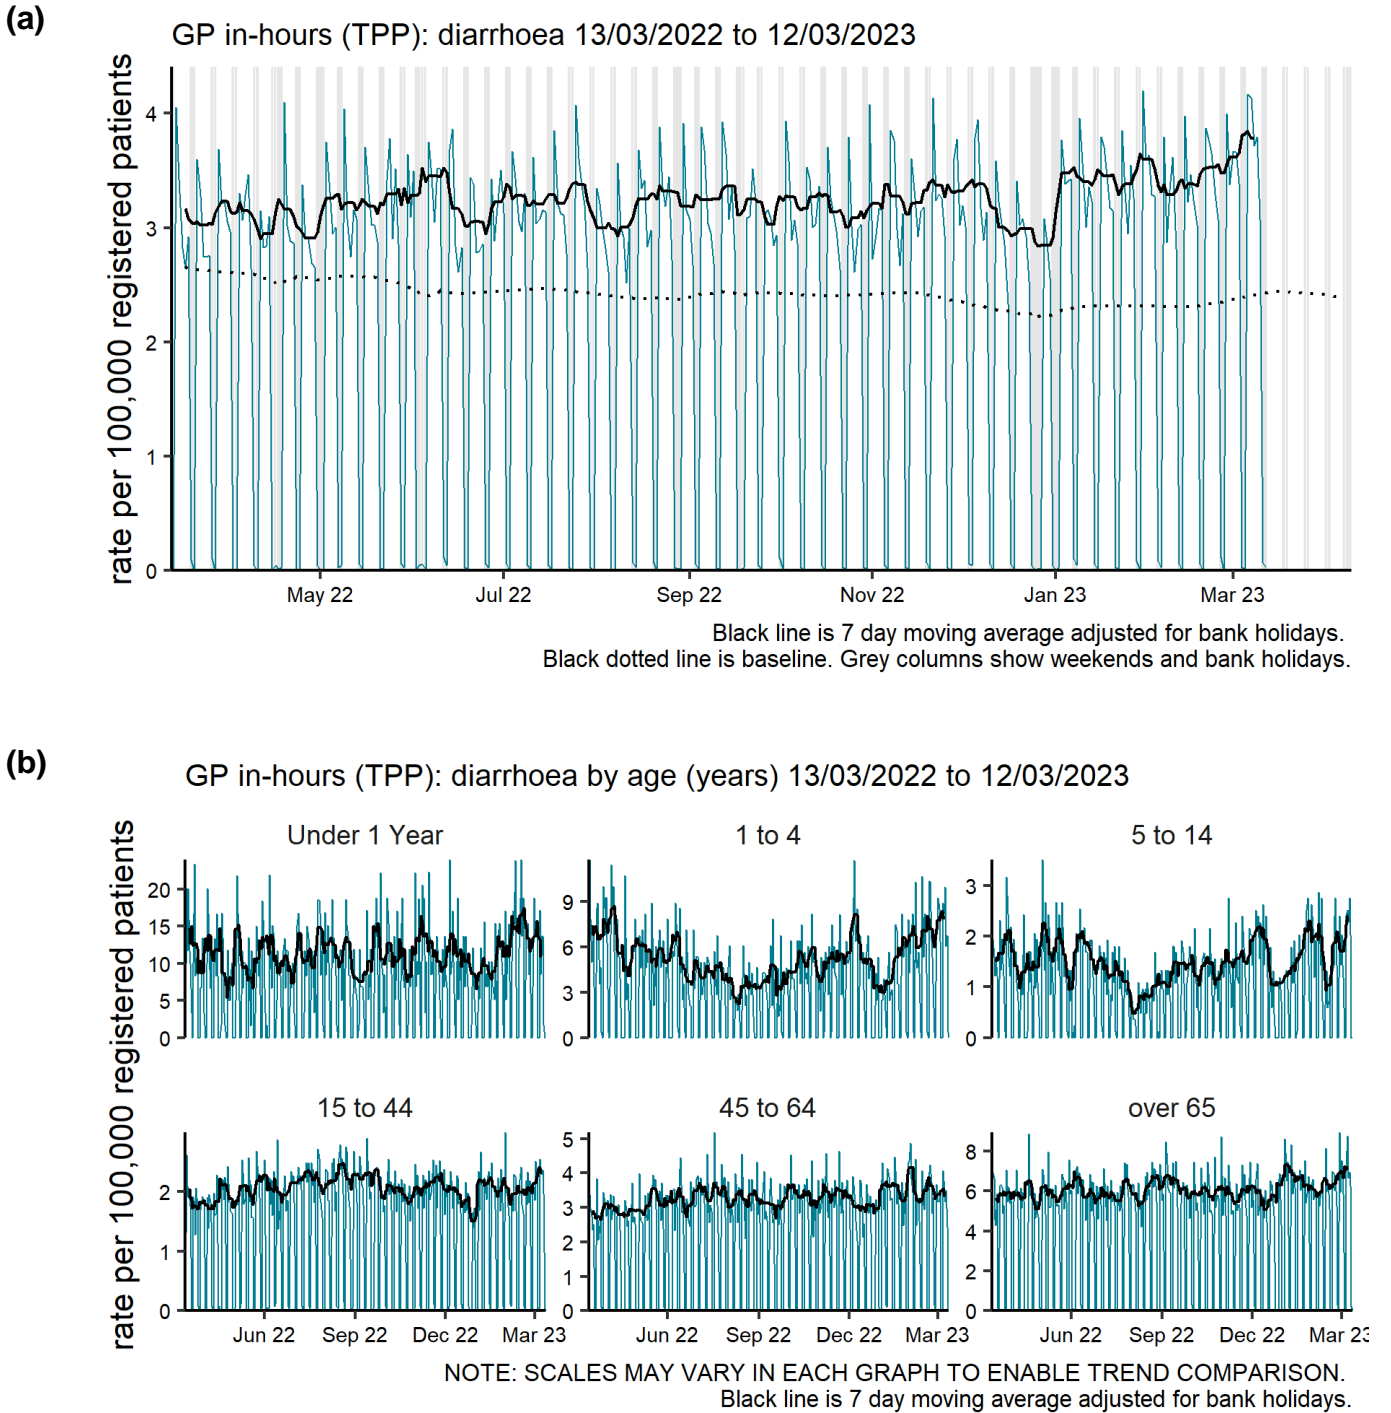 (a)
GP in-hours (TPP): diarrhoea 13/03/2022 to 12/03/2023
rate per 100,000 registered patients
4
3
2
1
0
May 22 Jul 22 Sep 22 Nov 22 Jan 23 Mar 23
Black line is 7 day moving average adjusted for bank holidays.
Black dotted line is baseline. Grey columns show weekends and bank holidays.
(b)
GP in-hours (TPP): diarrhoea by age (years) 13/03/2022 to 12/03/2023
rate per 100,000 registered patients
Under 1 Year
20
15
10
5
0
1 to 4
9
6
3
0
5 to 14
3
2
1
0
15 to 44
2
1
0
Jun 22 Sep 22 Dec 22 Mar 23
45 to 64
5
4
3
2
1
0
Jun 22 Sep 22 Dec 22 Mar 23
over 65
8
6
4
2
0
Jun 22 Sep 22 Dec 22 Mar 23
NOTE: SCALES MAY VARY IN EACH GRAPH TO ENABLE TREND COMPARISON.
Black line is 7 day moving average adjusted for bank holidays.